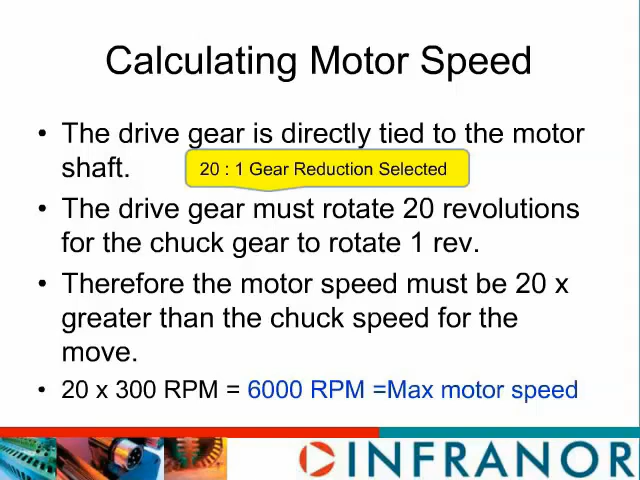 Calculating Motor Speed
• The drive gear is directly tied to the motor
shaft.
20 : 1 Gear Reduction Selected
• The drive gear must rotate 20 revolutions
for the chuck gear to rotate 1 rev.
• Therefore the motor speed must be 20 x
greater than the chuck speed for the
move.
• 20 x 300 RPM = 6000 RPM =Max motor speed
INFRANOR